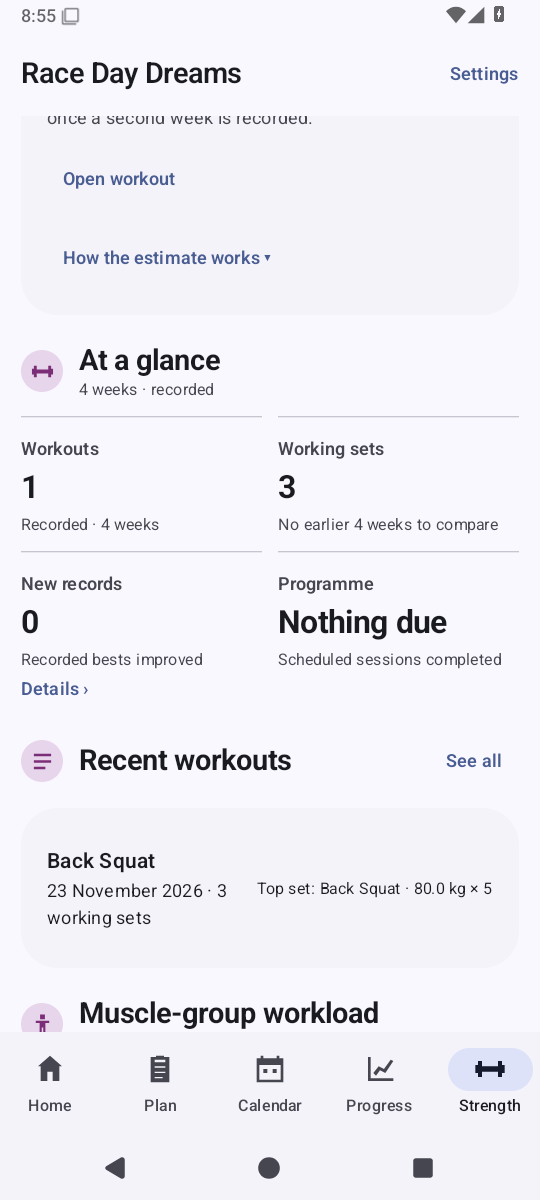 8:55
Race Day Dreams
Settings
once a second week is recorded.
Open workout
How the estimate works ▾
At a glance
4 weeks · recorded
Workouts
1
Recorded · 4 weeks
Working sets
3
No earlier 4 weeks to compare
New records
0
Recorded bests improved
Details ›
Programme
Nothing due
Scheduled sessions completed
Recent workouts
See all
Back Squat
23 November 2026 · 3
working sets
Top set: Back Squat · 80.0 kg × 5
Muscle-group workload
Home
Plan
Calendar
Progress
Strength